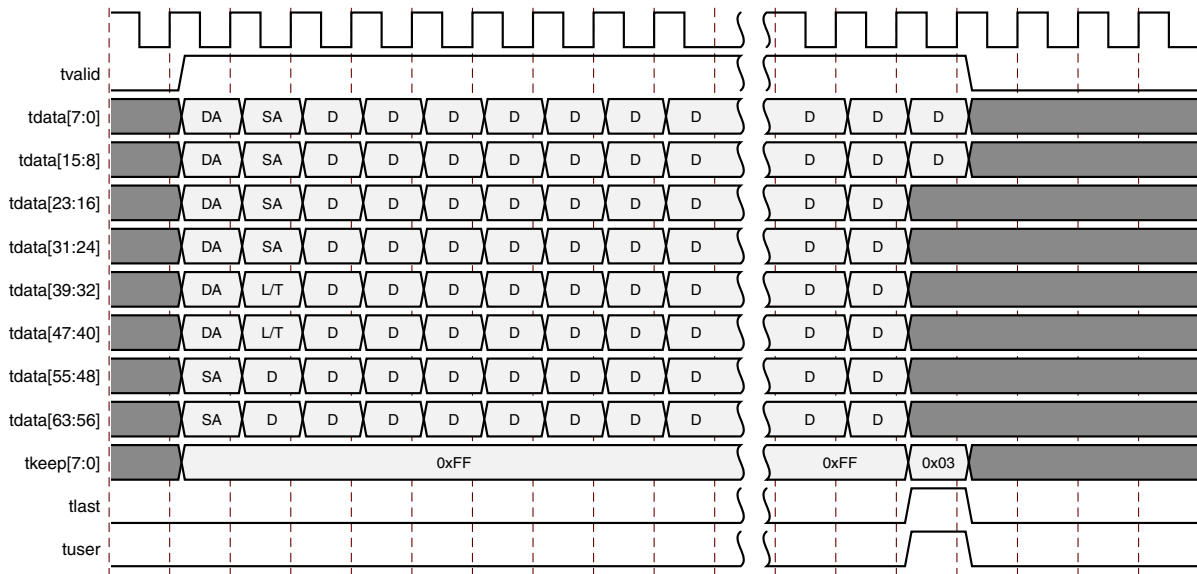 tvalid
tdata[7:0] DA SA D D D D D D D D D D
tdata[15:8] DA SA D D D D D D D D D D
tdata[23:16] DA SA D D D D D D D D D
tdata[31:24] DA SA D D D D D D D D D
tdata[39:32] DA L/T D D D D D D D D D
tdata[47:40] DA L/T D D D D D D D D D
tdata[55:48] SA D D D D D D D D D D
tdata[63:56] SA D D D D D D D D D D
tkeep[7:0] 0xFF 0xFF 0x03
tlast
tuser